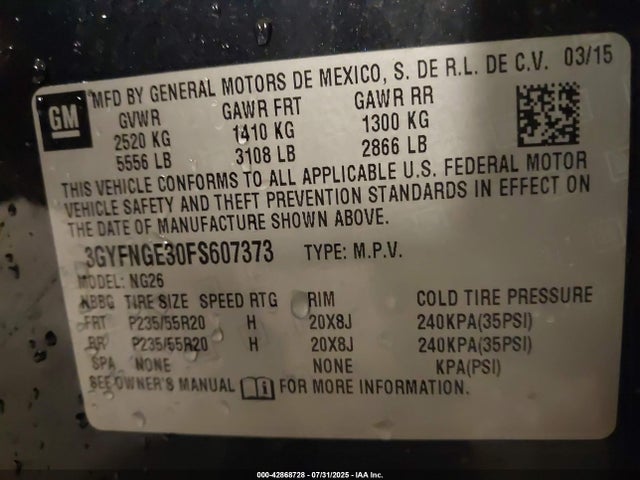 MFD BY GENERAL MOTORS DE MEXICO, S. DE R.L. DE C.V. 03/15
GM
GVWR GAWR FRT GAWR RR
2520 KG 1410 KG 1300 KG
5556 LB 3108 LB 2866 LB
THIS VEHICLE CONFORMS TO ALL APPLICABLE U.S. FEDERAL MOTOR
VEHICLE SAFETY AND THEFT PREVENTION STANDARDS IN EFFECT ON
THE DATE OF MANUFACTURE SHOWN ABOVE.
3GYFNGE30FS607373 TYPE: M.P.V.
MODEL: NG26
NBBG TIRE SIZE SPEED RTG RIM COLD TIRE PRESSURE
FRT P235/55R20 H 20X8J 240KPA(35PSI)
RR P235/55R20 H 20X8J 240KPA(35PSI)
SPA NONE NONE KPA(PSI)
SEE OWNER'S MANUAL FOR MORE INFORMATION.
000-42868728 - 07/31/2025 - IAA Inc.